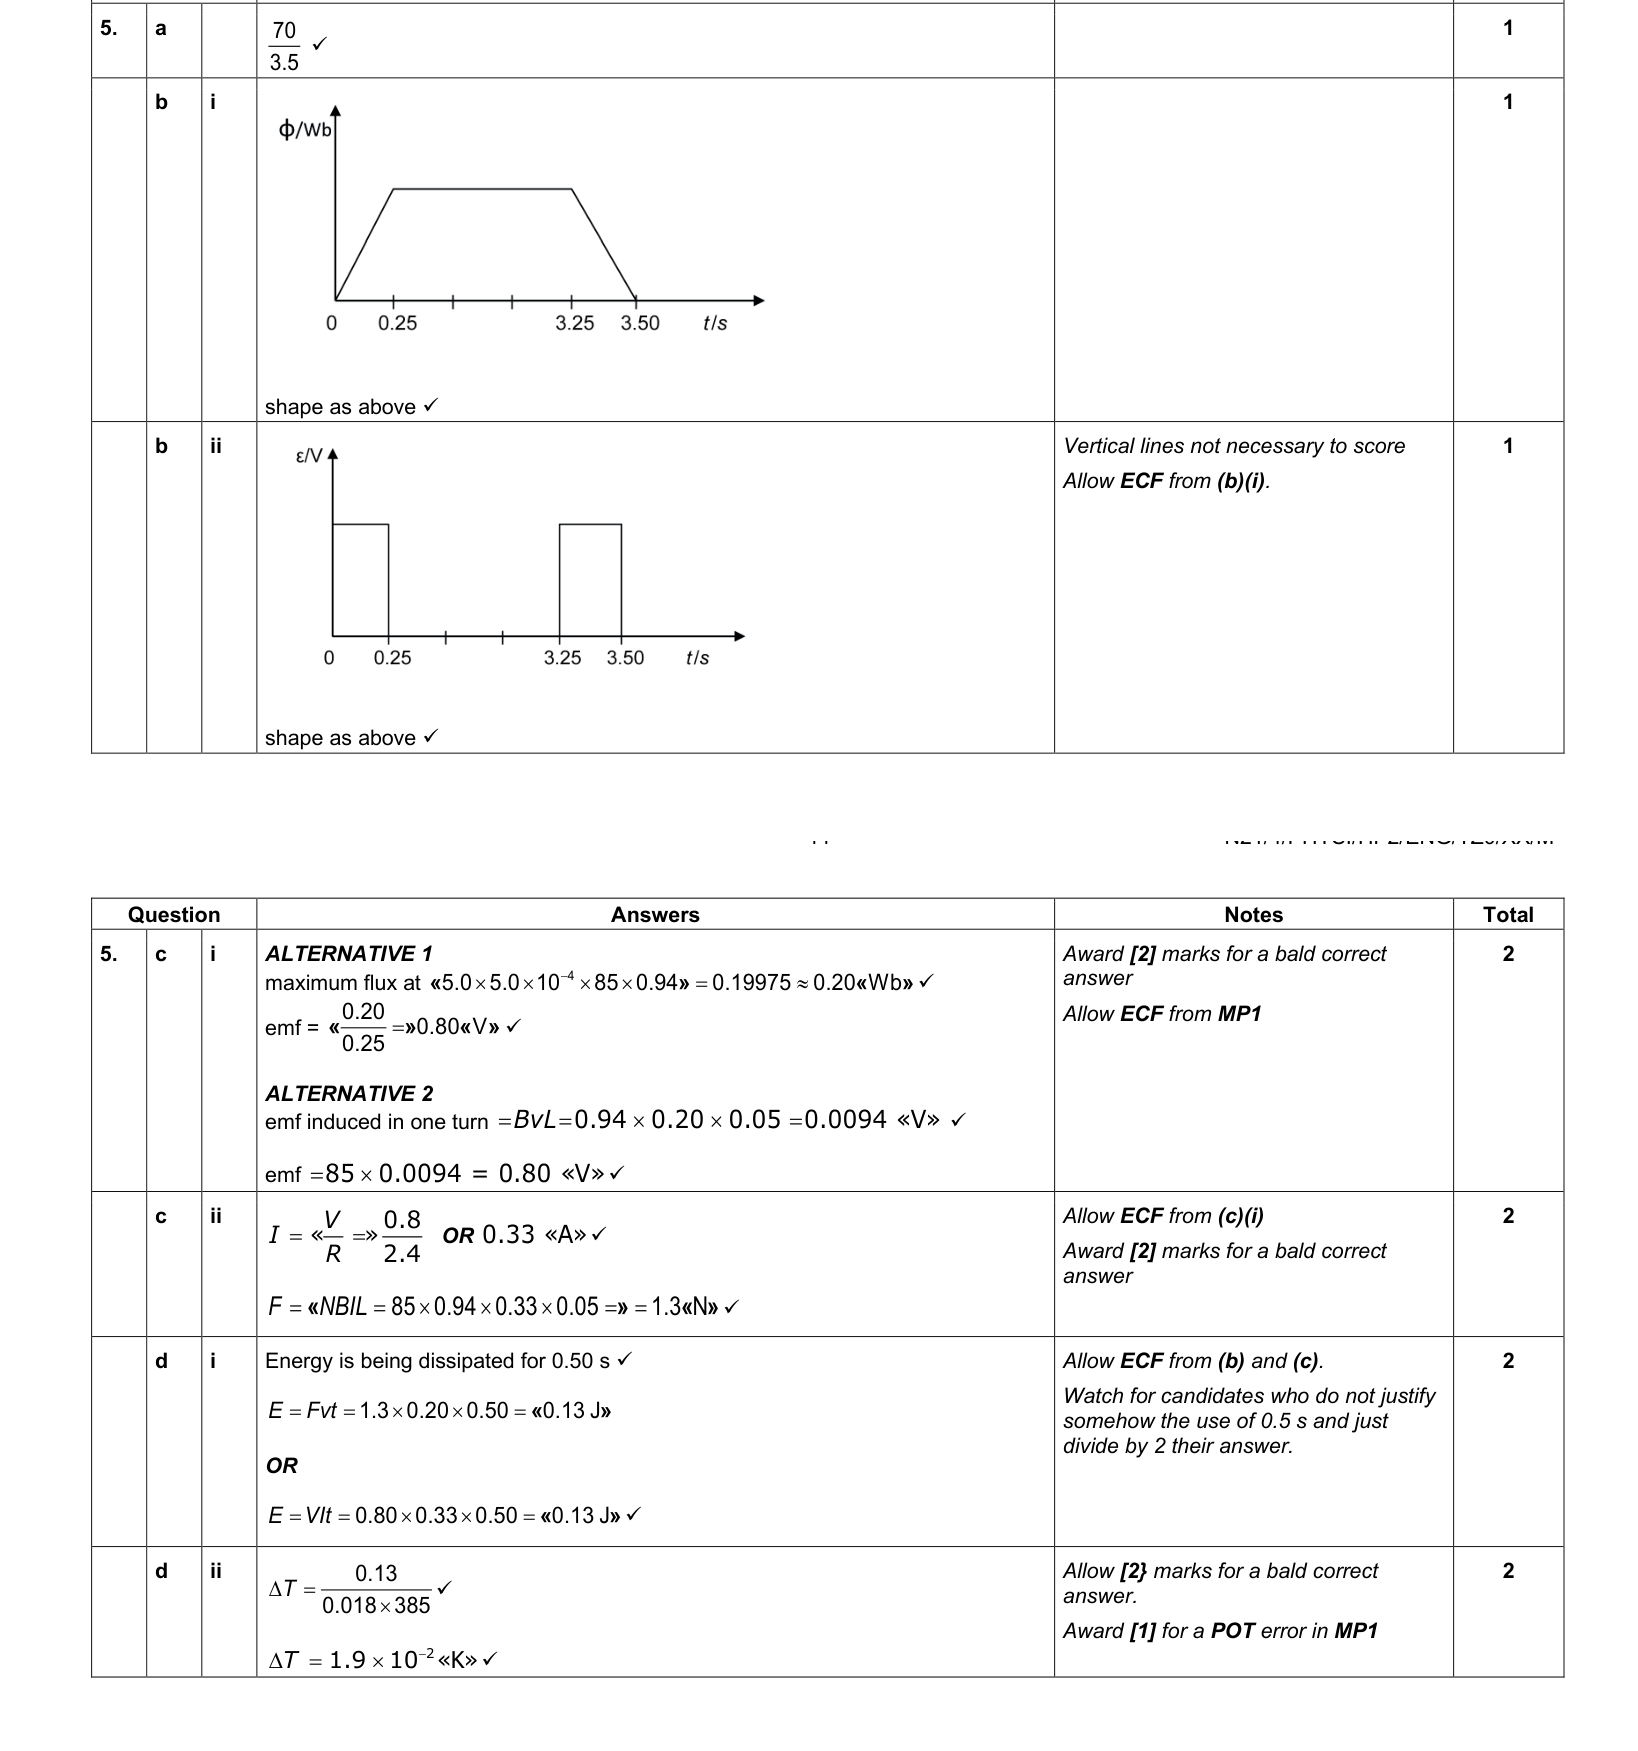 5. a 70/3.5 ✓ 1
b i 1
ϕ/Wb
0 0.25 3.25 3.50 t/s
shape as above ✓
b ii Vertical lines not necessary to score 1
Allow ECF from (b)(i).
ε/V
0 0.25 3.25 3.50 t/s
shape as above ✓
Question Answers Notes Total
5. c i ALTERNATIVE 1 Award [2] marks for a bald correct answer 2
maximum flux at «5.0×5.0×10⁻⁴×85×0.94» = 0.19975 ≈ 0.20«Wb» ✓
Allow ECF from MP1
emf = «0.20/0.25 =»0.80«V» ✓
ALTERNATIVE 2
emf induced in one turn =BvL=0.94 × 0.20 × 0.05 =0.0094 «V» ✓
emf =85 × 0.0094 = 0.80 «V» ✓
c ii I = «V/R =» 0.8/2.4 OR 0.33 «A» ✓ 2
Allow ECF from (c)(i)
Award [2] marks for a bald correct
answer
F = «NBIL = 85×0.94×0.33×0.05 =» = 1.3«N» ✓
d i Energy is being dissipated for 0.50 s ✓ Allow ECF from (b) and (c). 2
E = Fvt = 1.3×0.20×0.50 = «0.13 J»
Watch for candidates who do not justify
somehow the use of 0.5 s and just
divide by 2 their answer.
OR
E = VIt = 0.80×0.33×0.50 = «0.13 J» ✓
d ii ΔT = 0.13/0.018×385 ✓ 2
Allow [2} marks for a bald correct
answer.
Award [1] for a POT error in MP1
ΔT = 1.9 × 10⁻² «K» ✓